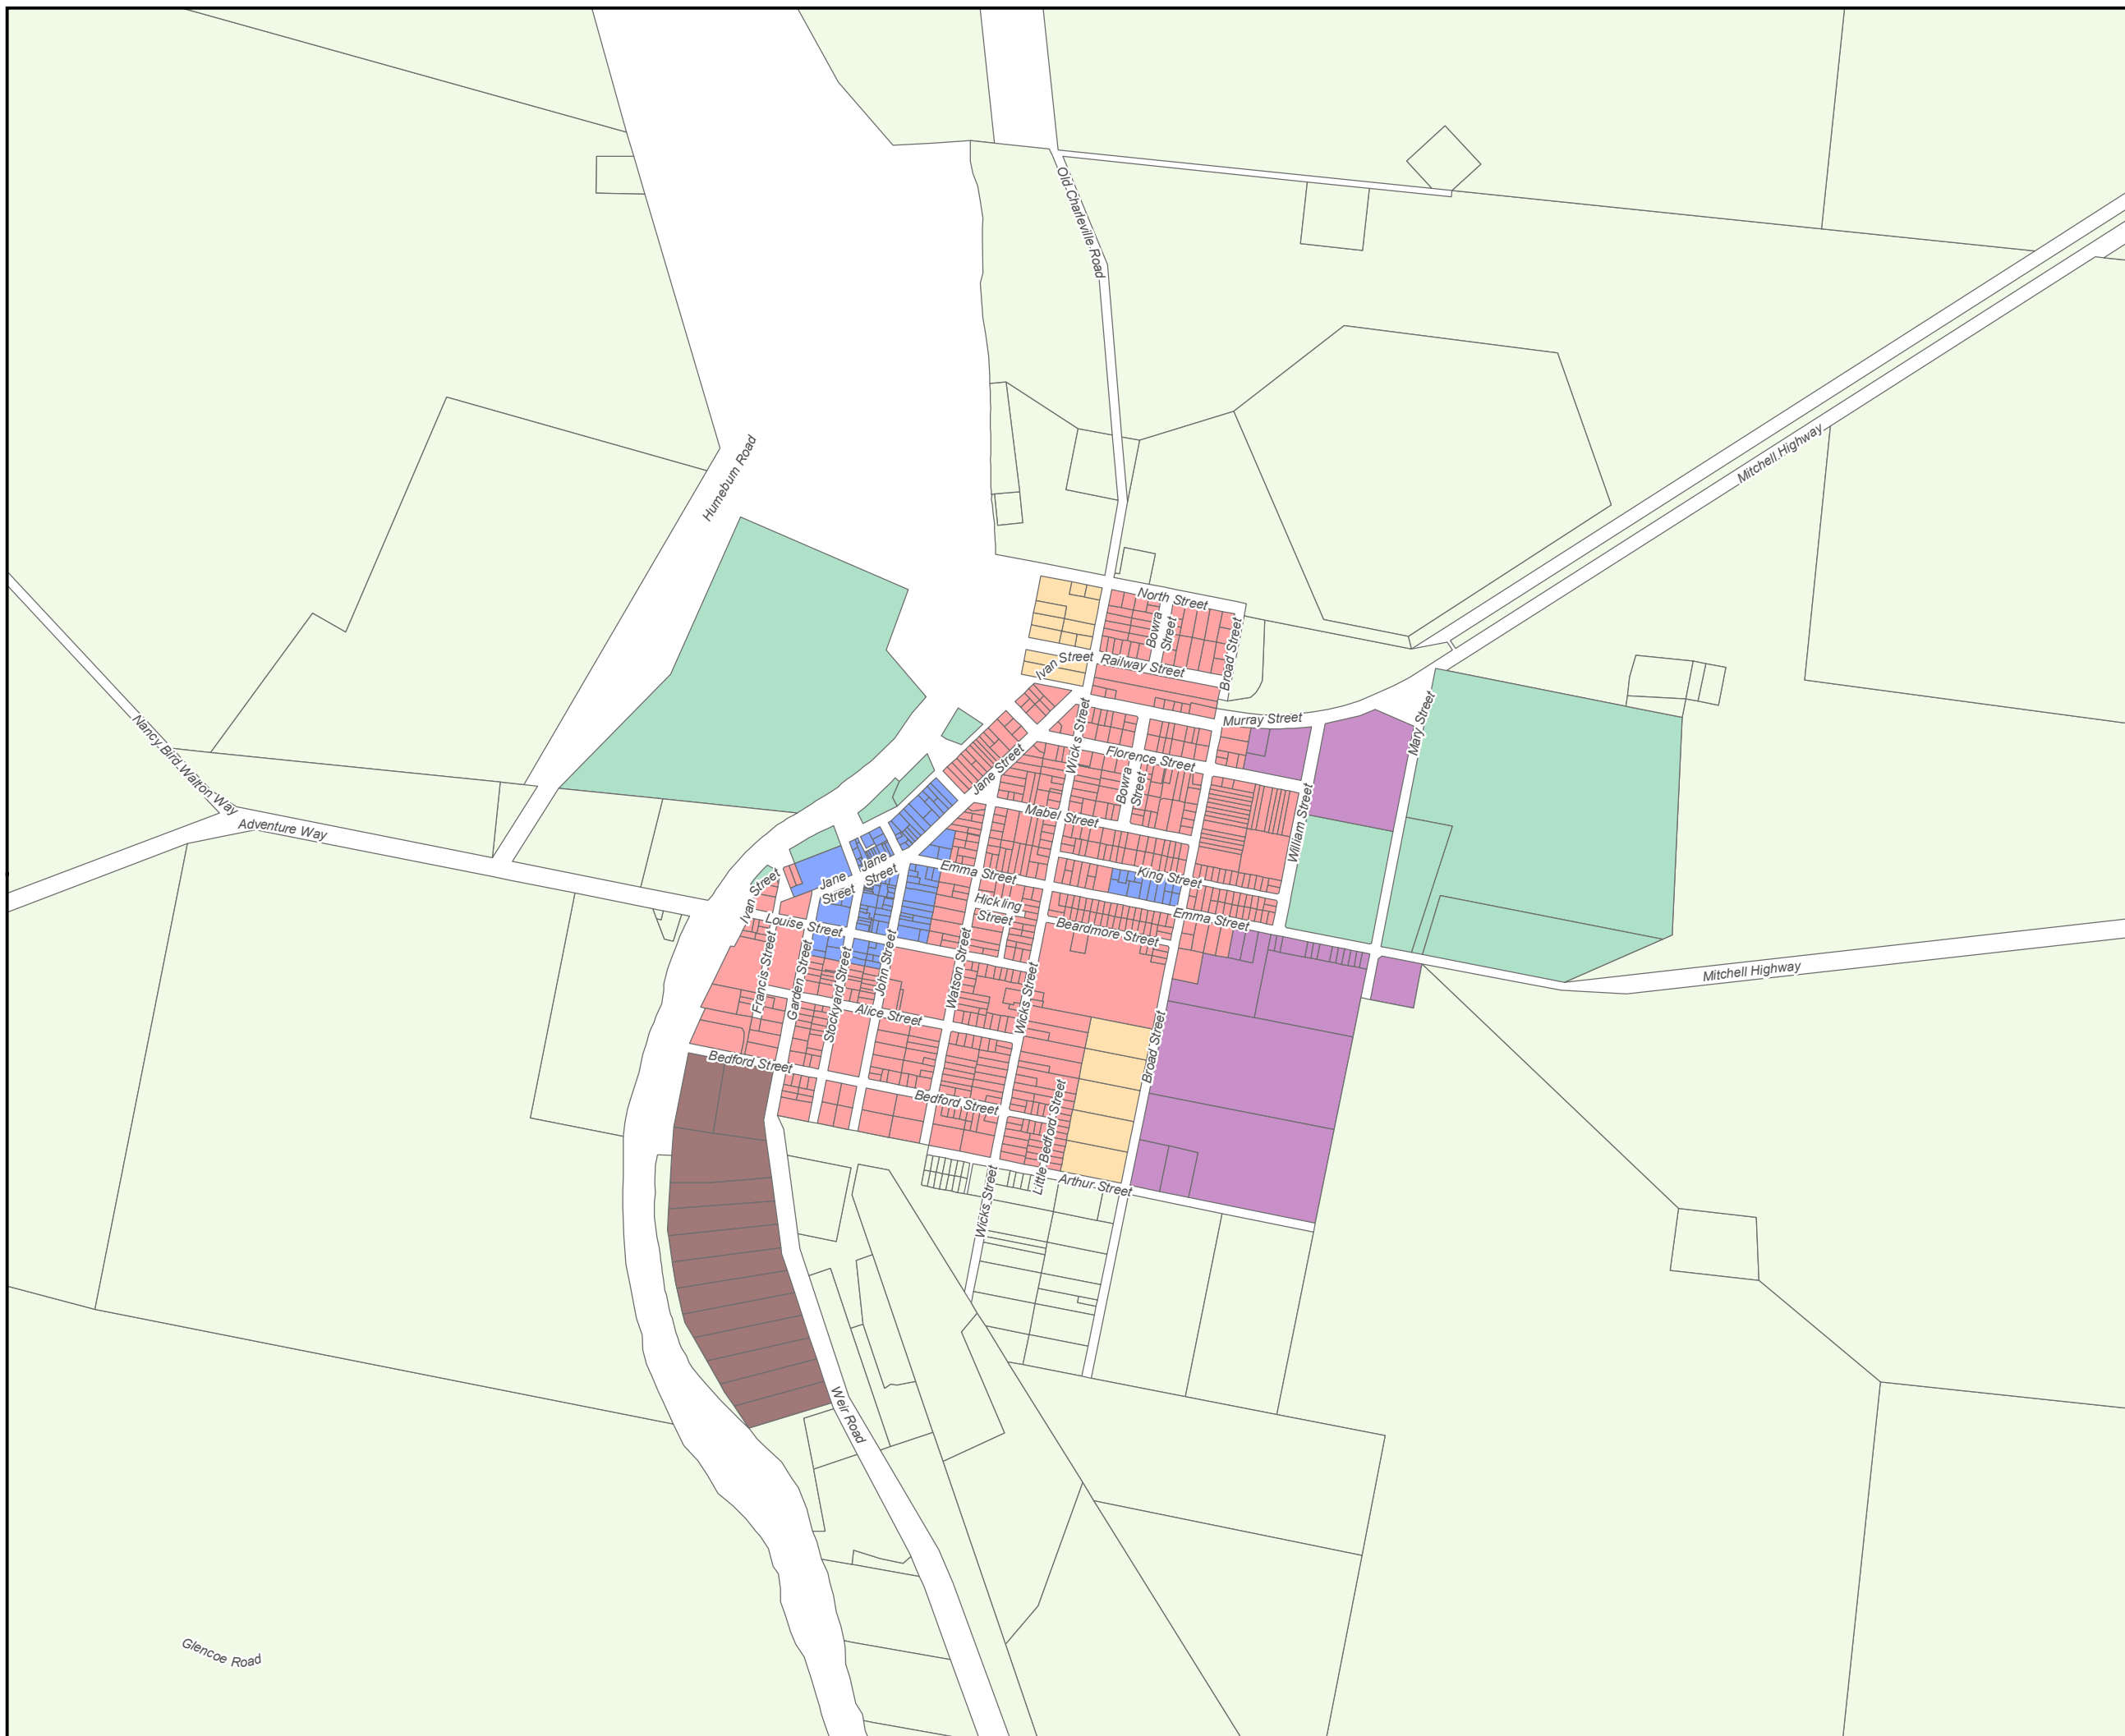 Old Charleville Road
Mitchell Highway
Humeburn Road
North Street
Bowra
Street
Broad Street
Ivan Street
Railway Street
Nancy Bird Walton Way
Adventure Way
Murray Street
Mary Street
Wicks Street
Florence Street
Jane Street
Bowra
Street
Mabel Street
William Street
Jane
Street
Jane
Street
Emma Street
King Street
Ivan Street
Hickling
Street
Emma Street
Louise Street
Beardmore Street
Francis Street
Garden Street
Stockyard Street
John Street
Watson Street
Wicks Street
Mitchell Highway
Alice Street
Broad Street
Bedford Street
Bedford Street
Little Bedford Street
Arthur Street
Wicks Street
Weir Road
Glencoe Road